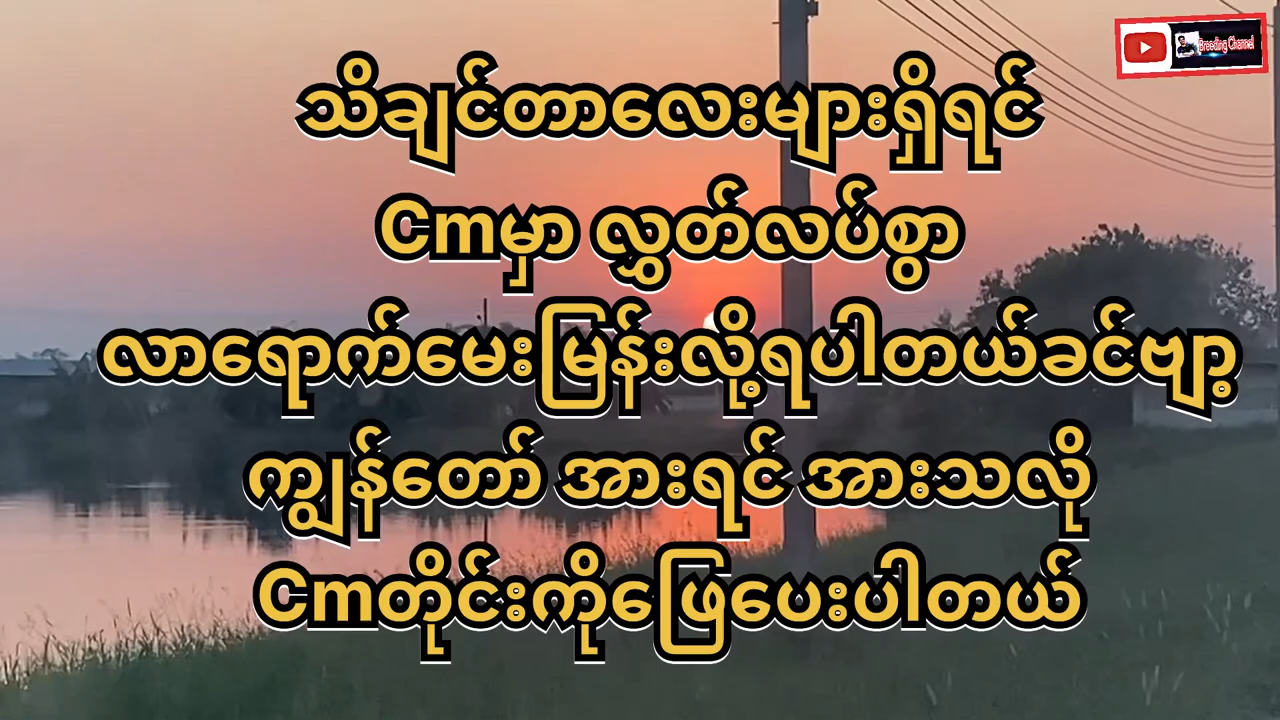 Breeding Channel
သိချင်တာလေးများရှိရင်
Cmမှာ လွှတ်လပ်စွာ
လာရောက်မေးမြန်းလို့ရပါတယ်ခင်ဗျာ့
ကျွန်တော် အားရင် အားသလို
Cmတိုင်းကိုဖြေပေးပါတယ်